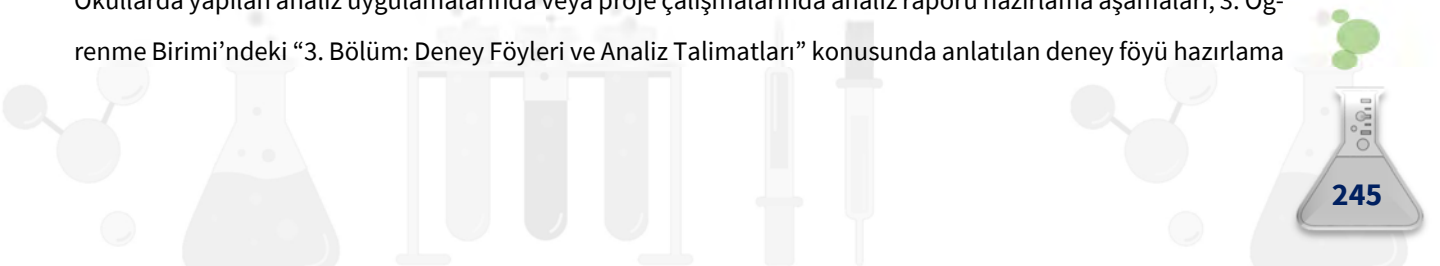 Okullarda yapılan analiz uygulamalarında veya proje çalışmalarında analiz raporu hazırlama aşamaları, 3. Öğ-
renme Birimi’ndeki “3. Bölüm: Deney Föyleri ve Analiz Talimatları” konusunda anlatılan deney föyü hazırlama
245